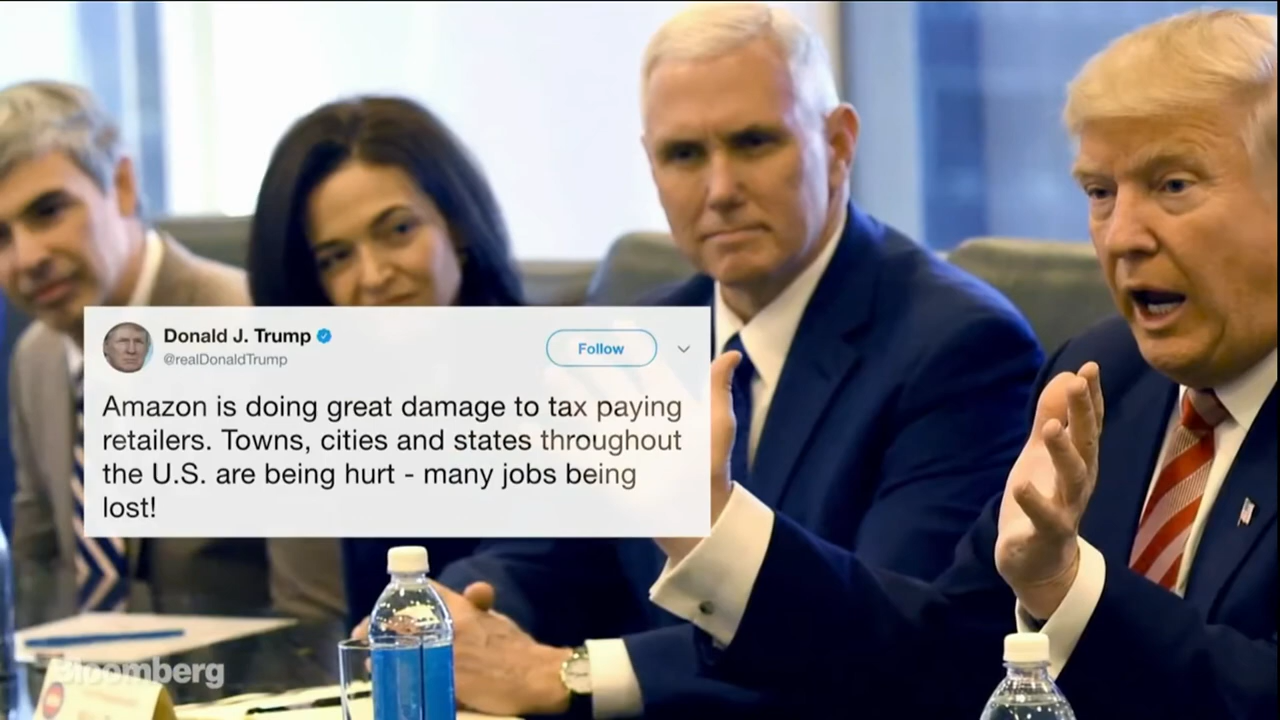 Donald J. Trump
@realDonaldTrump
Follow
Amazon is doing great damage to tax paying
retailers. Towns, cities and states throughout
the U.S. are being hurt - many jobs being
lost!
Bloomberg